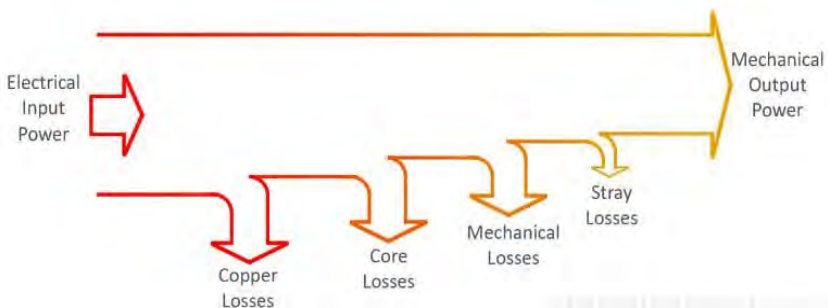 Electrical
Input
Power
Mechanical
Output
Power
Copper
Losses
Core
Losses
Mechanical
Losses
Stray
Losses